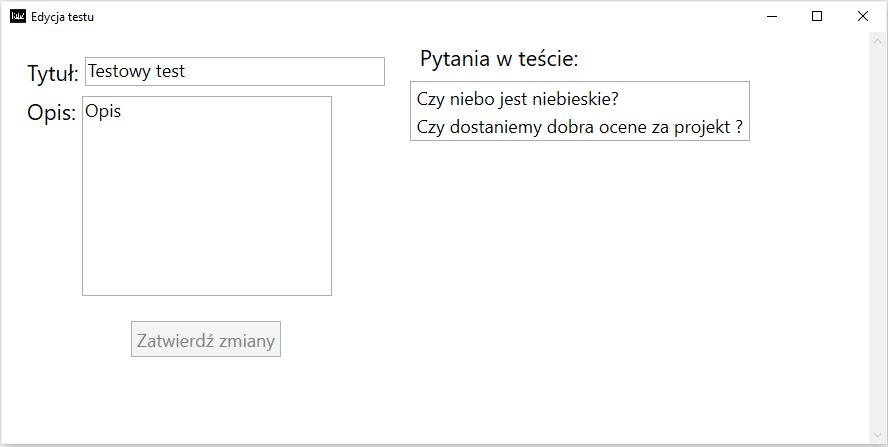 Edycja testu
Tytuł: Testowy test
Opis: Opis
Zatwierdź zmiany
Pytania w teście:
Czy niebo jest niebieskie?
Czy dostaniemy dobra ocene za projekt ?